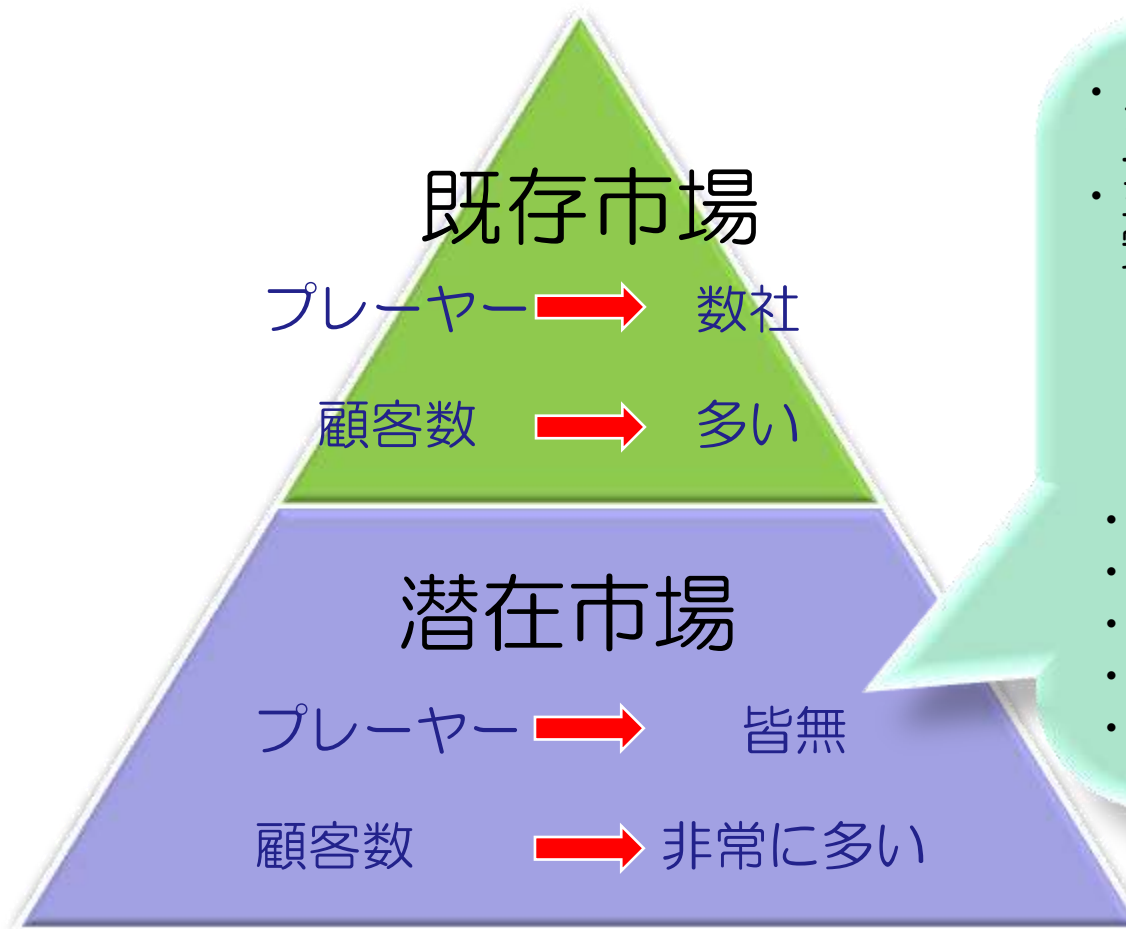 既存市場
プレーヤー 数社
顧客数 多い
潜在市場
プレーヤー 皆無
顧客数 非常に多い